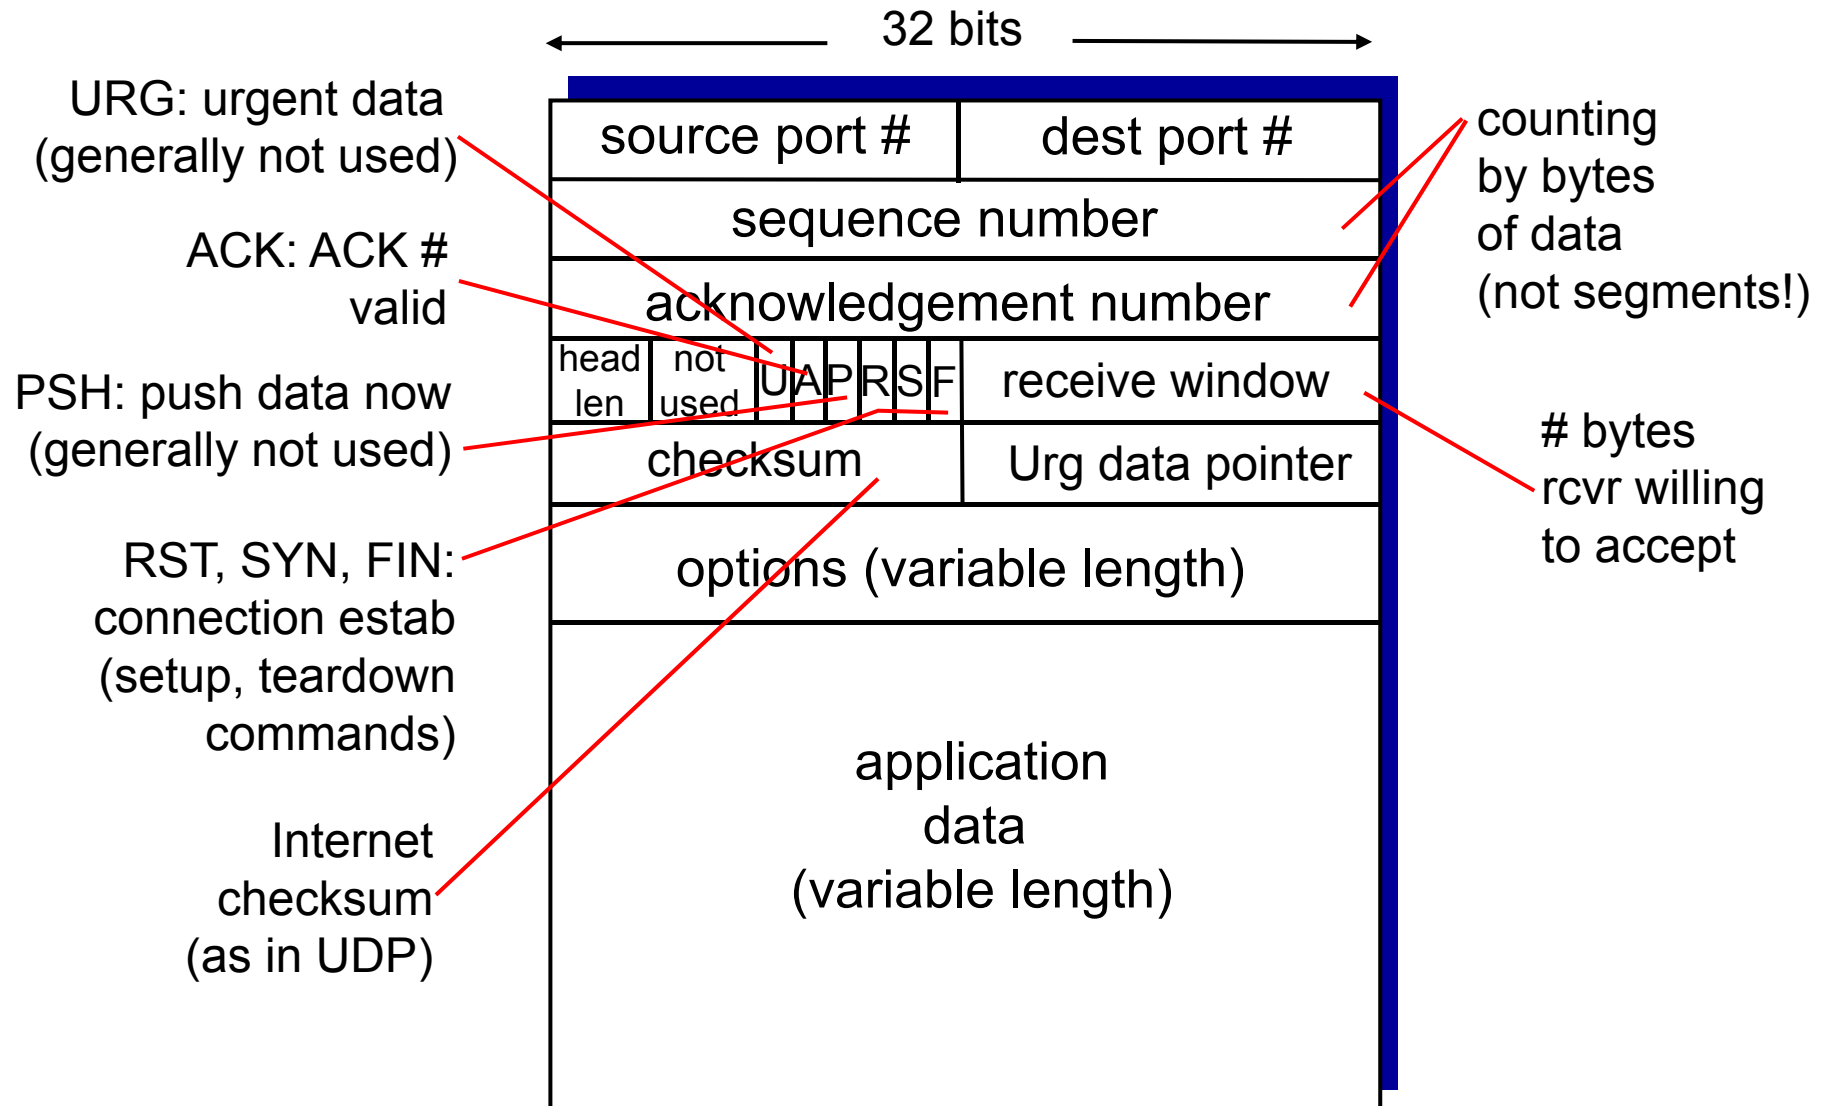 32 bits
URG: urgent data
(generally not used)
ACK: ACK #
valid
PSH: push data now
(generally not used)
RST, SYN, FIN:
connection estab
(setup, teardown
commands)
Internet
checksum
(as in UDP)
source port #
dest port #
sequence number
acknowledgement number
head
len
not
used
U
A
P
R
S
F
receive window
checksum
Urg data pointer
options (variable length)
application
data
(variable length)
counting
by bytes
of data
(not segments!)
# bytes
rcvr willing
to accept